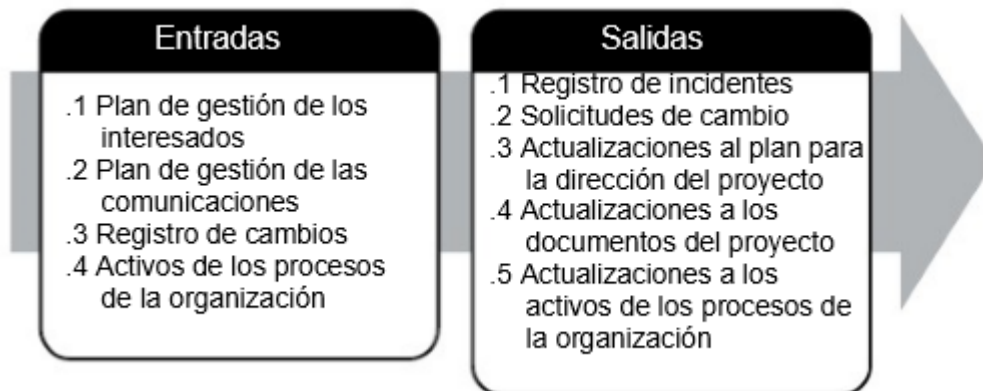 Entradas
.1 Plan de gestión de los
interesados
.2 Plan de gestión de las
comunicaciones
.3 Registro de cambios
.4 Activos de los procesos
de la organización
Salidas
.1 Registro de incidentes
.2 Solicitudes de cambio
.3 Actualizaciones al plan para
la dirección del proyecto
.4 Actualizaciones a los
documentos del proyecto
.5 Actualizaciones a los
activos de los procesos de
la organización